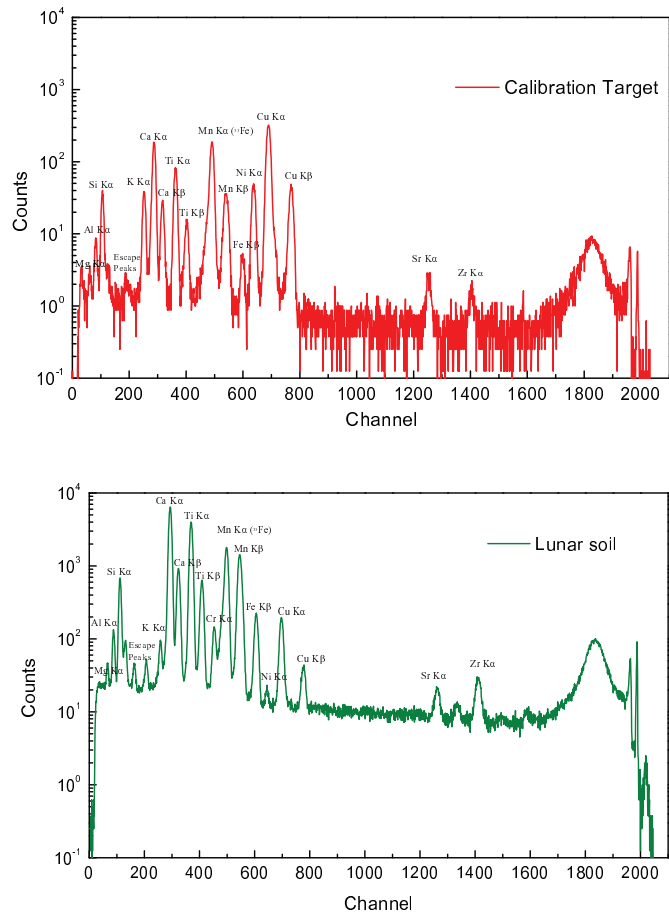 10⁴
10³
10²
10¹
10⁰
10⁻¹
Counts
Calibration Target
Cu Kα
Mn Kα (⁵⁵Fe)
Ca Kα
Ti Kα
Ni Kα
Cu Kβ
K Kα
Si Kα
Mn Kβ
Ca Kβ
Ti Kβ
Al Kα
Fe Kβ
Escape
Peaks
Mg Kα
Sr Kα
Zr Kα
0 200 400 600 800 1000 1200 1400 1600 1800 2000
Channel
10⁴
10³
10²
10¹
10⁰
10⁻¹
Counts
Lunar soil
Ca Kα
Ti Kα
Mn Kα (⁵⁵Fe)
Mn Kβ
Ca Kβ
Si Kα
Ti Kβ
Fe Kβ
Cu Kα
Cr Kα
Al Kα
K Kα
Escape
Peaks
Mg Kα
Ni Kα
Cu Kβ
Sr Kα
Zr Kα
0 200 400 600 800 1000 1200 1400 1600 1800 2000
Channel